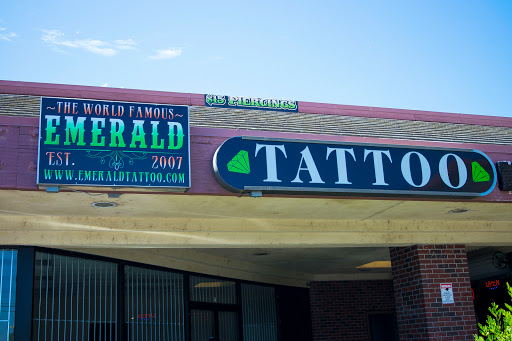 $15 PIERCINGS
~THE WORLD FAMOUS~
EMERALD
EST. 2007
WWW.EMERALDTATTOO.COM
TATTOO